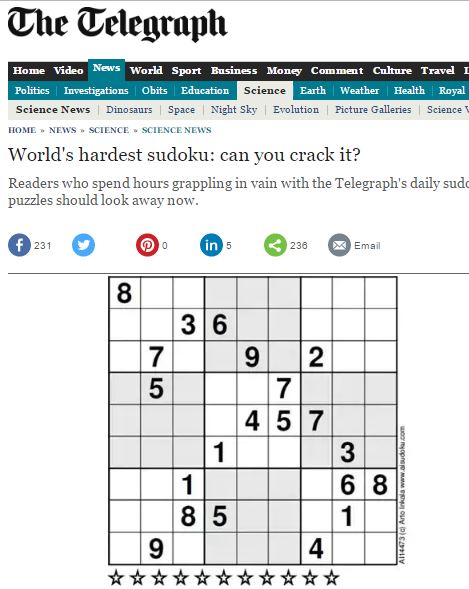 The Telegraph
Home Video News World Sport Business Money Comment Culture Travel
Politics Investigations Obits Education Science Earth Weather Health Royal
Science News Dinosaurs Space Night Sky Evolution Picture Galleries Science
HOME » NEWS » SCIENCE » SCIENCE NEWS
World's hardest sudoku: can you crack it?
Readers who spend hours grappling in vain with the Telegraph's daily sudo
puzzles should look away now.
231 0 5 236 Email
8
3 6
7 9 2
5 7
4 5 7
1 3
1 6 8
8 5 1
9 4
(c) Arto Inkala www.aisudoku.com